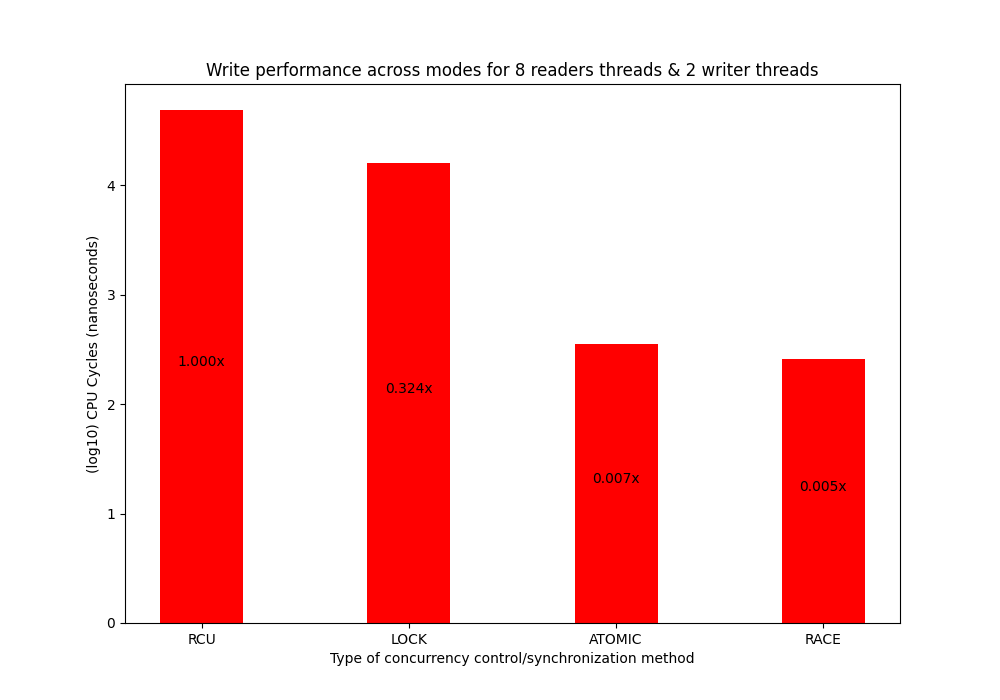 Write performance across modes for 8 readers threads & 2 writer threads
(log10) CPU Cycles (nanoseconds)
4
3
2
1
0
1.000x
0.324x
0.007x
0.005x
RCU
LOCK
ATOMIC
RACE
Type of concurrency control/synchronization method